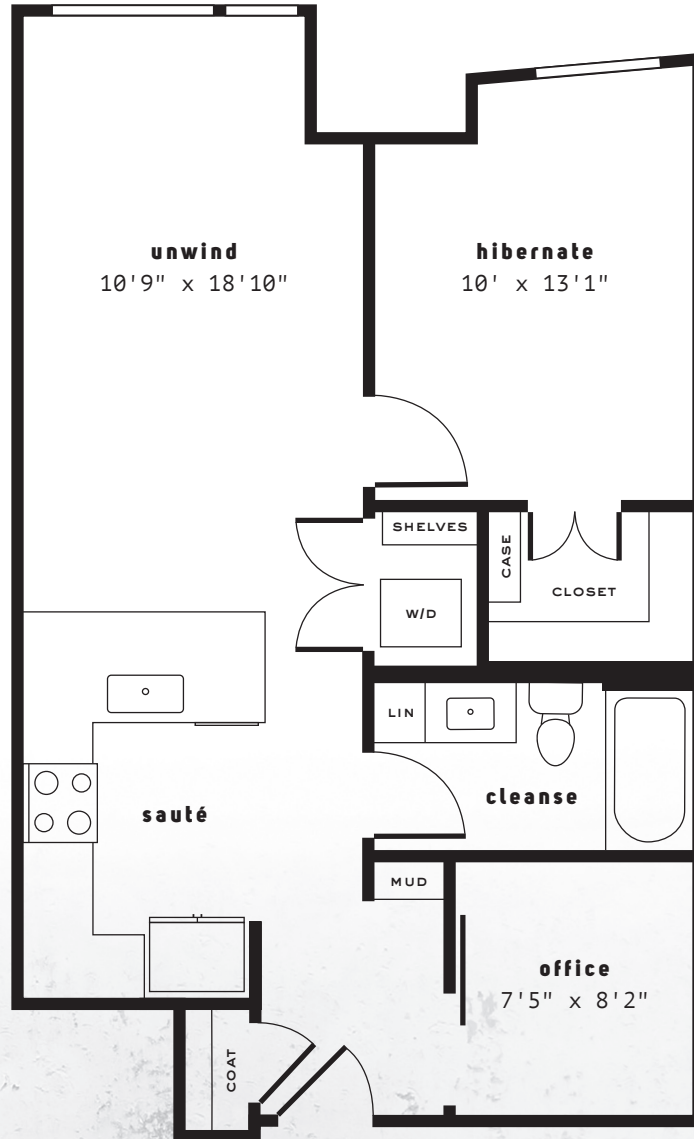 unwind
10'9" x 18'10"
hibernate
10' x 13'1"
SHELVES
CASE
CLOSET
W/D
LIN
cleanse
sauté
MUD
office
7'5" x 8'2"
COAT